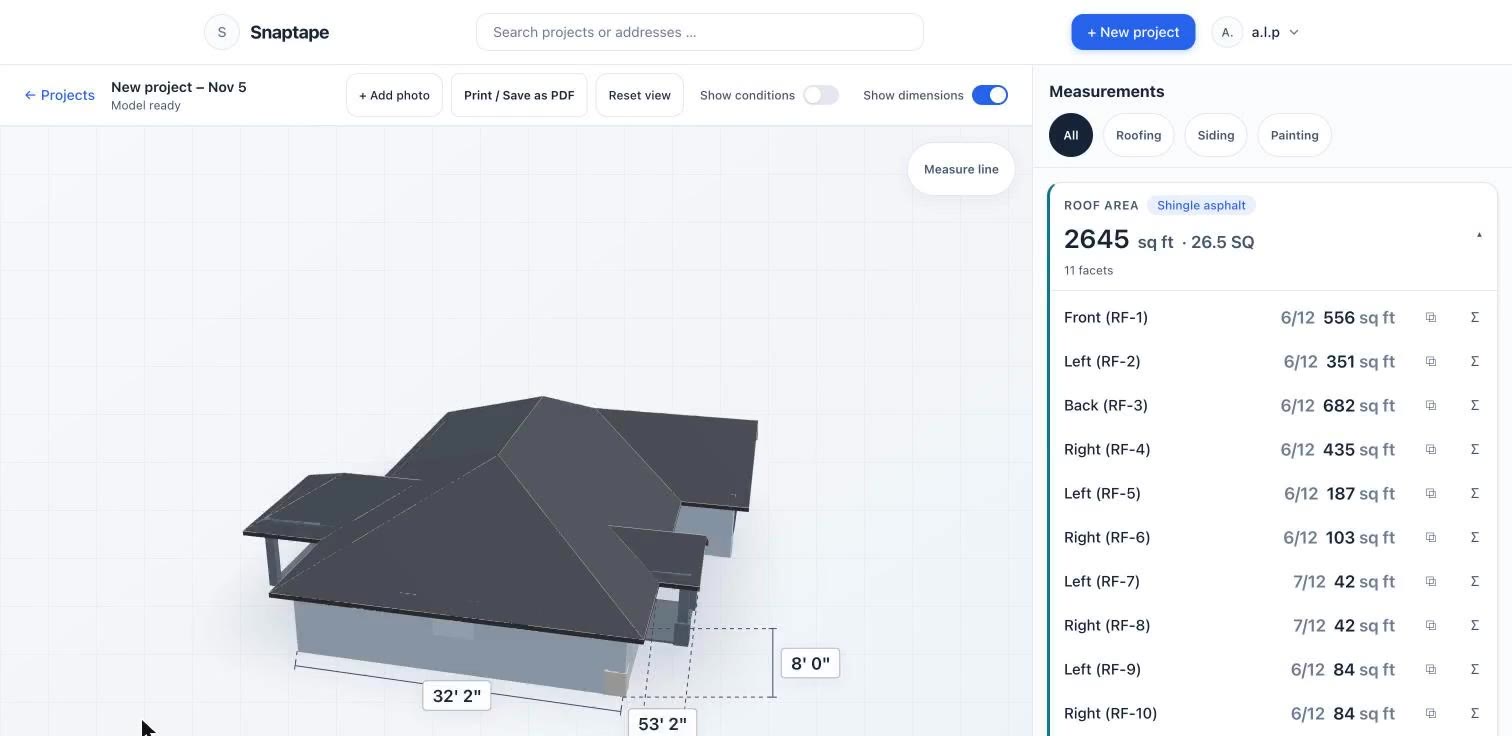 S Snaptape
Search projects or addresses ...
+ New project
A. a.l.p
← Projects
New project – Nov 5
Model ready
+ Add photo
Print / Save as PDF
Reset view
Show conditions
Show dimensions
Measure line
8' 0"
32' 2"
53' 2"
Measurements
All Roofing Siding Painting
ROOF AREA Shingle asphalt
2645 sq ft · 26.5 SQ
11 facets
Front (RF-1) 6/12 556 sq ft Σ
Left (RF-2) 6/12 351 sq ft Σ
Back (RF-3) 6/12 682 sq ft Σ
Right (RF-4) 6/12 435 sq ft Σ
Left (RF-5) 6/12 187 sq ft Σ
Right (RF-6) 6/12 103 sq ft Σ
Left (RF-7) 7/12 42 sq ft Σ
Right (RF-8) 7/12 42 sq ft Σ
Left (RF-9) 6/12 84 sq ft Σ
Right (RF-10) 6/12 84 sq ft Σ